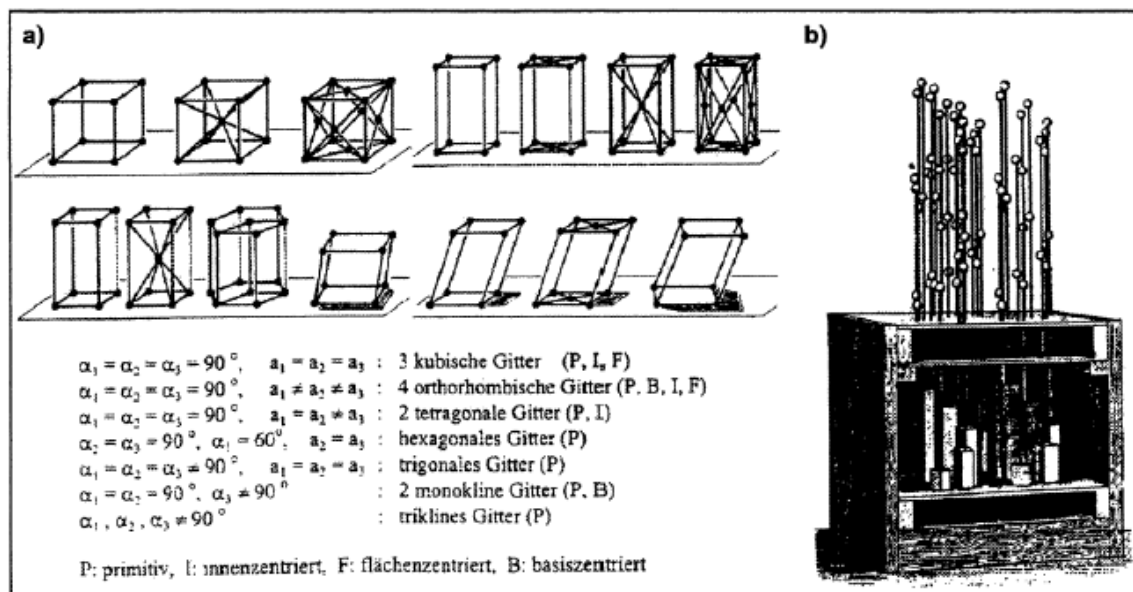 a)
b)
α₁ = α₂ = α₃ = 90°, a₁ = a₂ = a₃ : 3 kubische Gitter (P, I, F)
α₁ = α₂ = α₃ = 90°, a₁ ≠ a₂ ≠ a₃ : 4 orthorhombische Gitter (P, B, I, F)
α₁ = α₂ = α₃ = 90°, a₁ = a₂ ≠ a₃ : 2 tetragonale Gitter (P, I)
α₂ = α₃ = 90°, α₁ = 60°, a₂ = a₃ : hexagonales Gitter (P)
α₁ = α₂ = α₃ ≠ 90°, a₁ = a₂ = a₃ : trigonales Gitter (P)
α₁ = α₂ = 90°, α₃ ≠ 90° : 2 monokline Gitter (P, B)
α₁ , α₂ , α₃ ≠ 90° : triklines Gitter (P)
P: primitiv, I: innenzentriert, F: flächenzentriert, B: basiszentriert